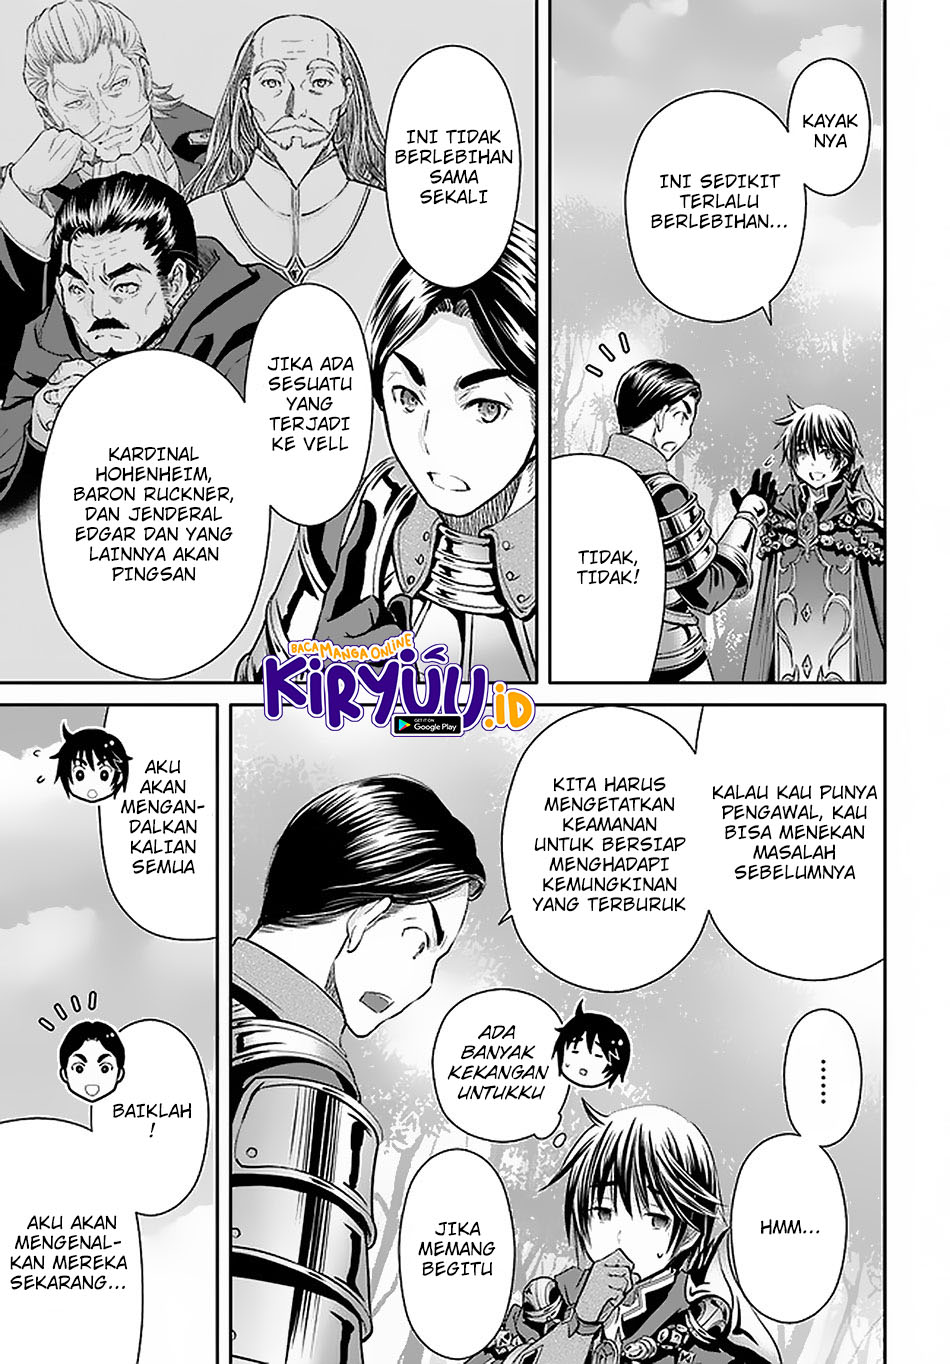 KAYAK
NYA
INI SEDIKIT
TERLALU
BERLEBIHAN...
TIDAK,
TIDAK!
INI TIDAK
BERLEBIHAN
SAMA
SEKALI
JIKA ADA
SESUATU
YANG
TERJADI
KE VELL
KARDINAL
HOHENHEIM,
BARON RUCKNER,
DAN JENDERAL
EDGAR DAN YANG
LAINNYA AKAN
PINGSAN
BACA MANGA ONLINE
KIRYUU.ID
GET IT ON
Google Play
KALAU KAU PUNYA
PENGAWAL, KAU
BISA MENEKAN
MASALAH
SEBELUMNYA
KITA HARUS
MENGETATKAN
KEAMANAN
UNTUK BERSIAP
MENGHADAPI
KEMUNGKINAN
YANG TERBURUK
......
HMM...
ADA
BANYAK
KEKANGAN
UNTUKKU
JIKA
MEMANG
BEGITU
AKU
AKAN
MENGAN-
DALKAN
KALIAN
SEMUA
BAIKLAH
!
AKU AKAN
MENGENAL-
KAN MEREKA
SEKARANG...